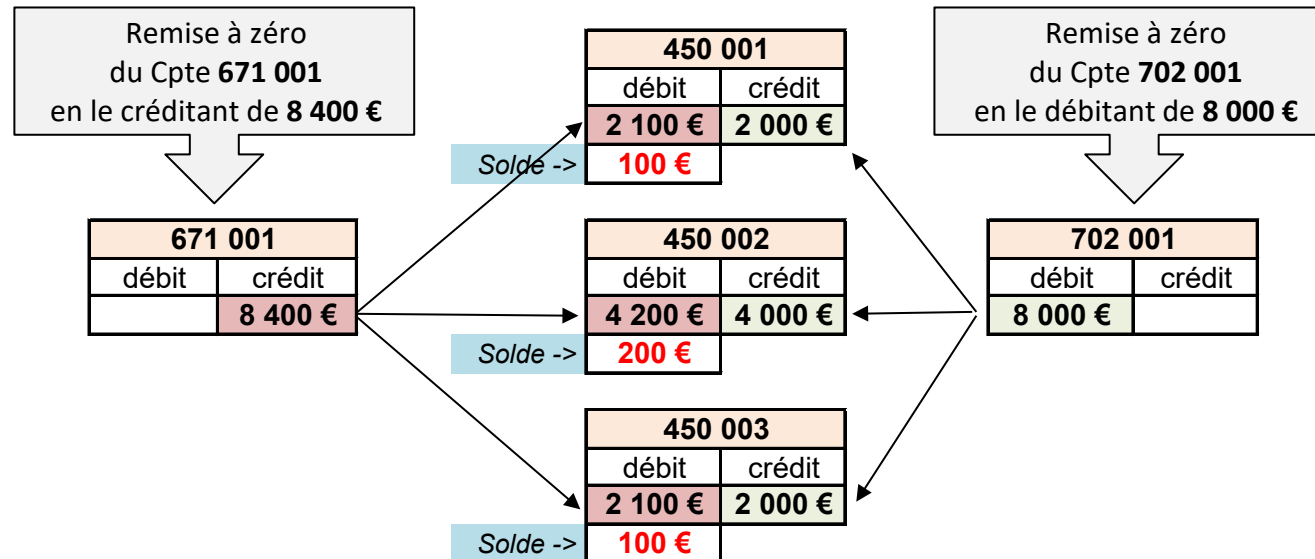 Remise à zéro
du Cpte 671 001
en le créditant de 8 400 €
450 001
débit crédit
2 100 € 2 000 €
Solde -> 100 €
Remise à zéro
du Cpte 702 001
en le débitant de 8 000 €
671 001
débit crédit
8 400 €
450 002
débit crédit
4 200 € 4 000 €
Solde -> 200 €
702 001
débit crédit
8 000 €
450 003
débit crédit
2 100 € 2 000 €
Solde -> 100 €